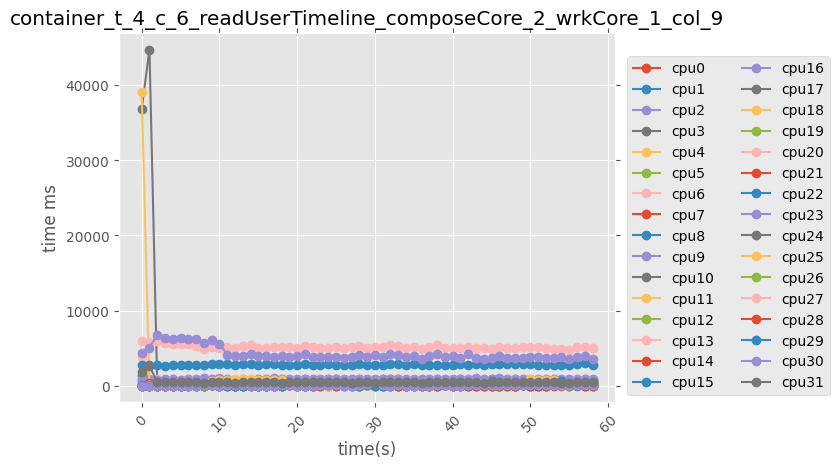 container_t_4_c_6_readUserTimeline_composeCore_2_wrkCore_1_col_9
time ms
40000
30000
20000
10000
0
0
10
20
30
40
50
60
time(s)
cpu0
cpu1
cpu2
cpu3
cpu4
cpu5
cpu6
cpu7
cpu8
cpu9
cpu10
cpu11
cpu12
cpu13
cpu14
cpu15
cpu16
cpu17
cpu18
cpu19
cpu20
cpu21
cpu22
cpu23
cpu24
cpu25
cpu26
cpu27
cpu28
cpu29
cpu30
cpu31